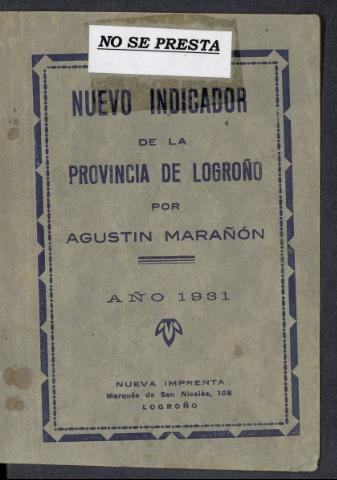 NO SE PRESTA
NUEVO INDICADOR
DE LA
PROVINCIA DE LOGROÑO
POR
AGUSTIN MARAÑÓN
AÑO 1931
NUEVA IMPRENTA
Marqués de San Nicolás, 108
LOGROÑO